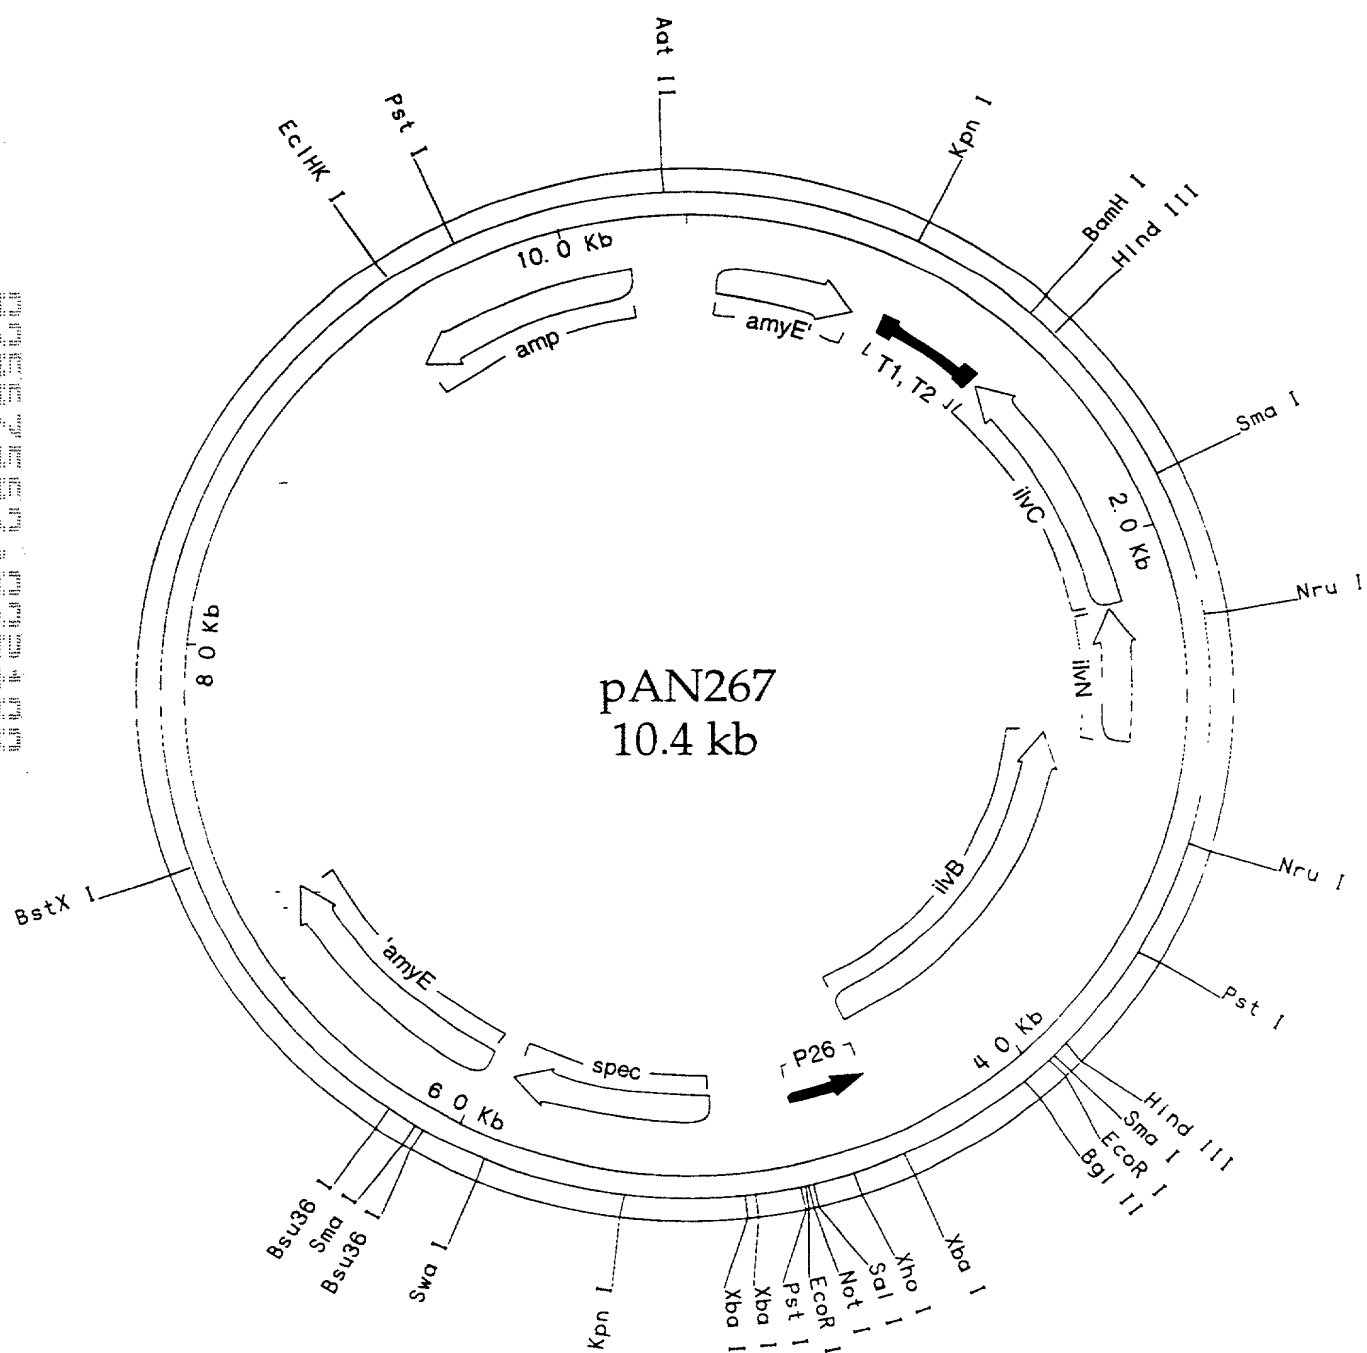 Aat II
Kpn I
BamH I
Hind III
Sma I
Nru I
Nru I
Pst I
Hind III
Sma I
EcoR I
Bgl II
Xba I
Xho I
Sal I
Not I
EcoR I
Pst I
Xba I
Xba I
Kpn I
Swa I
Bsu36 I
Sma I
Bsu36 I
BstX I
EclHK I
Pst I
10.0 Kb
2.0 Kb
4 0 Kb
6 0 Kb
8 0 Kb
amp
amyE'
T1, T2
ilvC
ilvN
ilvB
P26
spec
'amyE
pAN267
10.4 kb